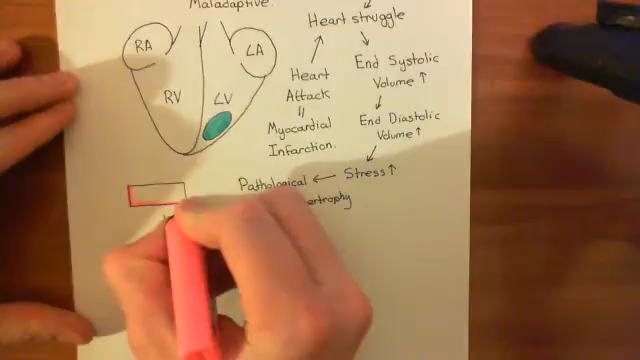 Maladaptive
Heart struggle
RA
LA
End Systolic
Volume ↑
Heart
Attack
RV
LV
=
End Diastolic
Volume ↑
Myocardial
Infarction.
Pathological ← Stress ↑
ertrophy